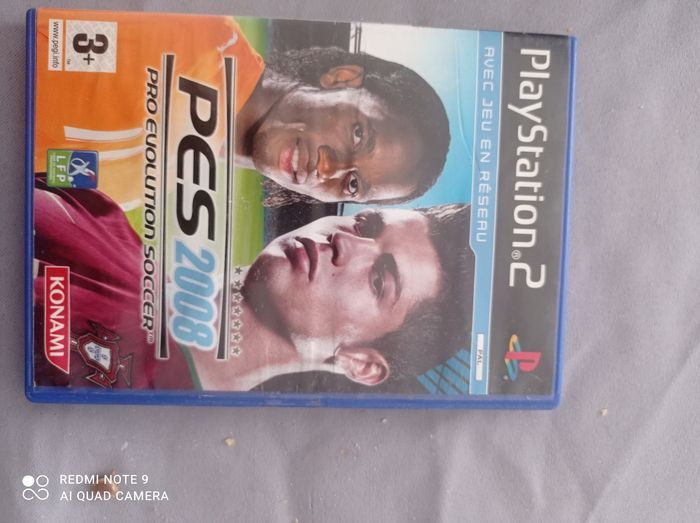 PlayStation®2
AVEC JEU EN RÉSEAU
PAL
PES 2008
PRO EVOLUTION SOCCER
LFP
3+
www.pegi.info
KONAMI
REDMI NOTE 9
AI QUAD CAMERA